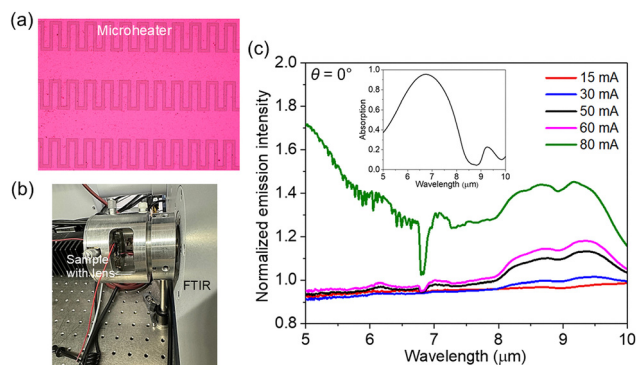 (a)
Microheater
(b)
Sample
with lens
FTIR
(c)
θ = 0°
Normalized emission intensity
2.0
1.8
1.6
1.4
1.2
1.0
0.8
5 6 7 8 9 10
Wavelength (μm)
Absorption
1.0
0.8
0.6
0.4
0.2
0.0
5 6 7 8 9 10
Wavelength (μm)
15 mA
30 mA
50 mA
60 mA
80 mA